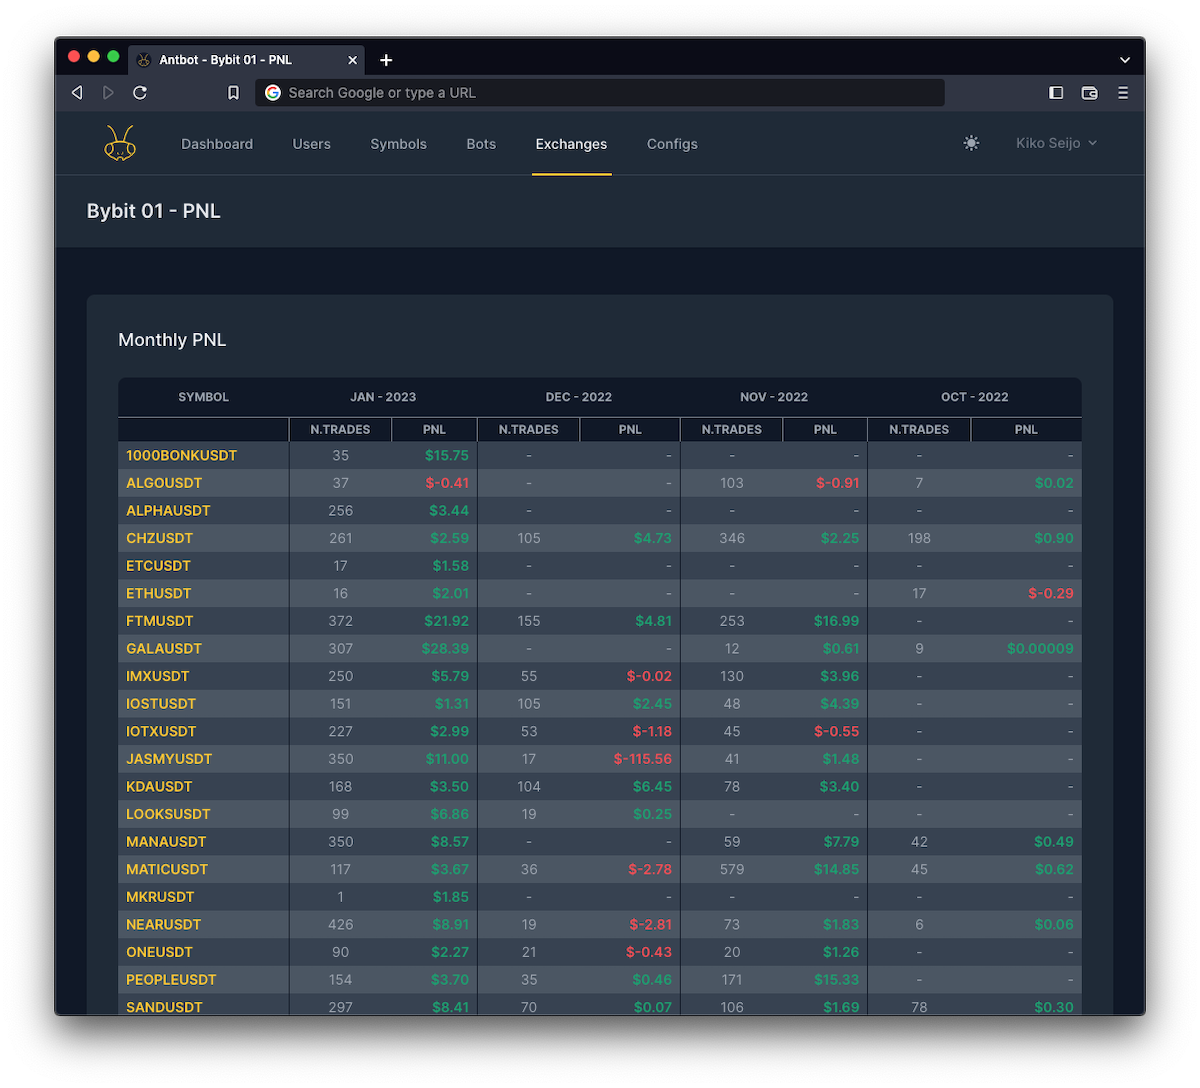 Antbot - Bybit 01 - PNL
Search Google or type a URL
Dashboard Users Symbols Bots Exchanges Configs Kiko Seijo
Bybit 01 - PNL
Monthly PNL
SYMBOL JAN - 2023 DEC - 2022 NOV - 2022 OCT - 2022
N.TRADES PNL N.TRADES PNL N.TRADES PNL N.TRADES PNL
1000BONKUSDT 35 $15.75 - - - - - -
ALGOUSDT 37 $-0.41 - - 103 $-0.91 7 $0.02
ALPHAUSDT 256 $3.44 - - - - - -
CHZUSDT 261 $2.59 105 $4.73 346 $2.25 198 $0.90
ETCUSDT 17 $1.58 - - - - - -
ETHUSDT 16 $2.01 - - - - 17 $-0.29
FTMUSDT 372 $21.92 155 $4.81 253 $16.99 - -
GALAUSDT 307 $28.39 - - 12 $0.61 9 $0.00009
IMXUSDT 250 $5.79 55 $-0.02 130 $3.96 - -
IOSTUSDT 151 $1.31 105 $2.45 48 $4.39 - -
IOTXUSDT 227 $2.99 53 $-1.18 45 $-0.55 - -
JASMYUSDT 350 $11.00 17 $-115.56 41 $1.48 - -
KDAUSDT 168 $3.50 104 $6.45 78 $3.40 - -
LOOKSUSDT 99 $6.86 19 $0.25 - - - -
MANAUSDT 350 $8.57 - - 59 $7.79 42 $0.49
MATICUSDT 117 $3.67 36 $-2.78 579 $14.85 45 $0.62
MKRUSDT 1 $1.85 - - - - - -
NEARUSDT 426 $8.91 19 $-2.81 73 $1.83 6 $0.06
ONEUSDT 90 $2.27 21 $-0.43 20 $1.26 - -
PEOPLEUSDT 154 $3.70 35 $0.46 171 $15.33 - -
SANDUSDT 297 $8.41 70 $0.07 106 $1.69 78 $0.30